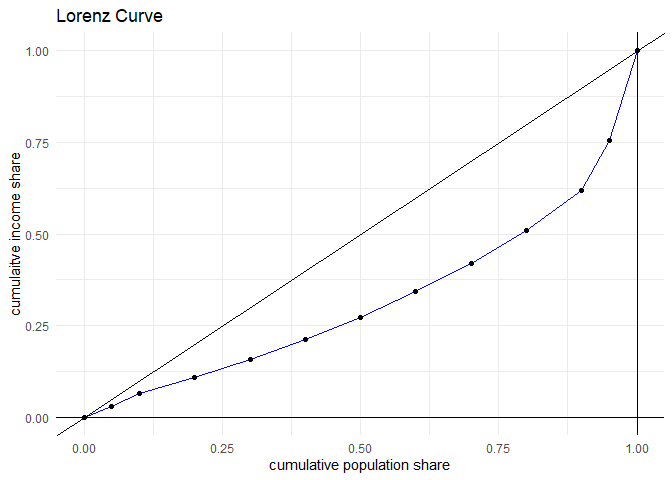 Lorenz Curve
1.00
0.75
0.50
0.25
0.00
cumulaitve income share
0.00 0.25 0.50 0.75 1.00
cumulative population share